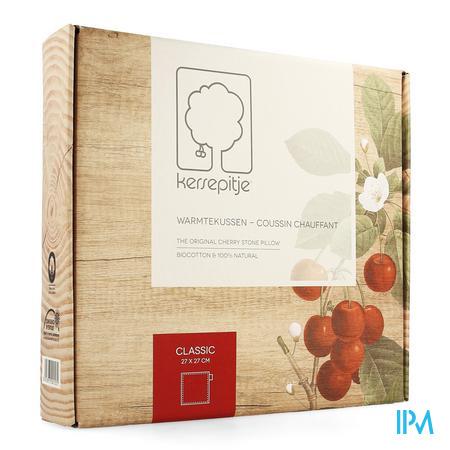 kersepitje
WARMTEKUSSEN – COUSSIN CHAUFFANT
THE ORIGINAL CHERRY STONE PILLOW
BIOCOTTON & 100% NATURAL
CLASSIC
27 X 27 CM
IPM